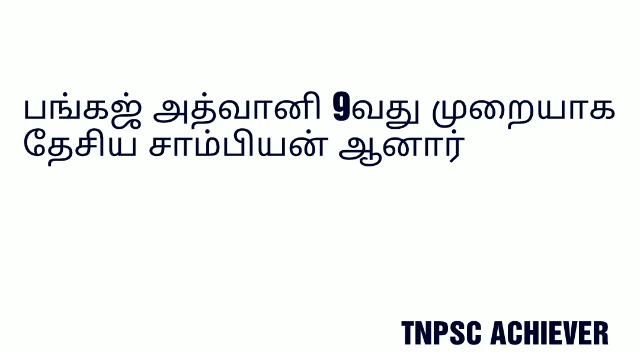 பங்கஜ் அத்வானி 9வது முறையாக
தேசிய சாம்பியன் ஆனார்
TNPSC ACHIEVER